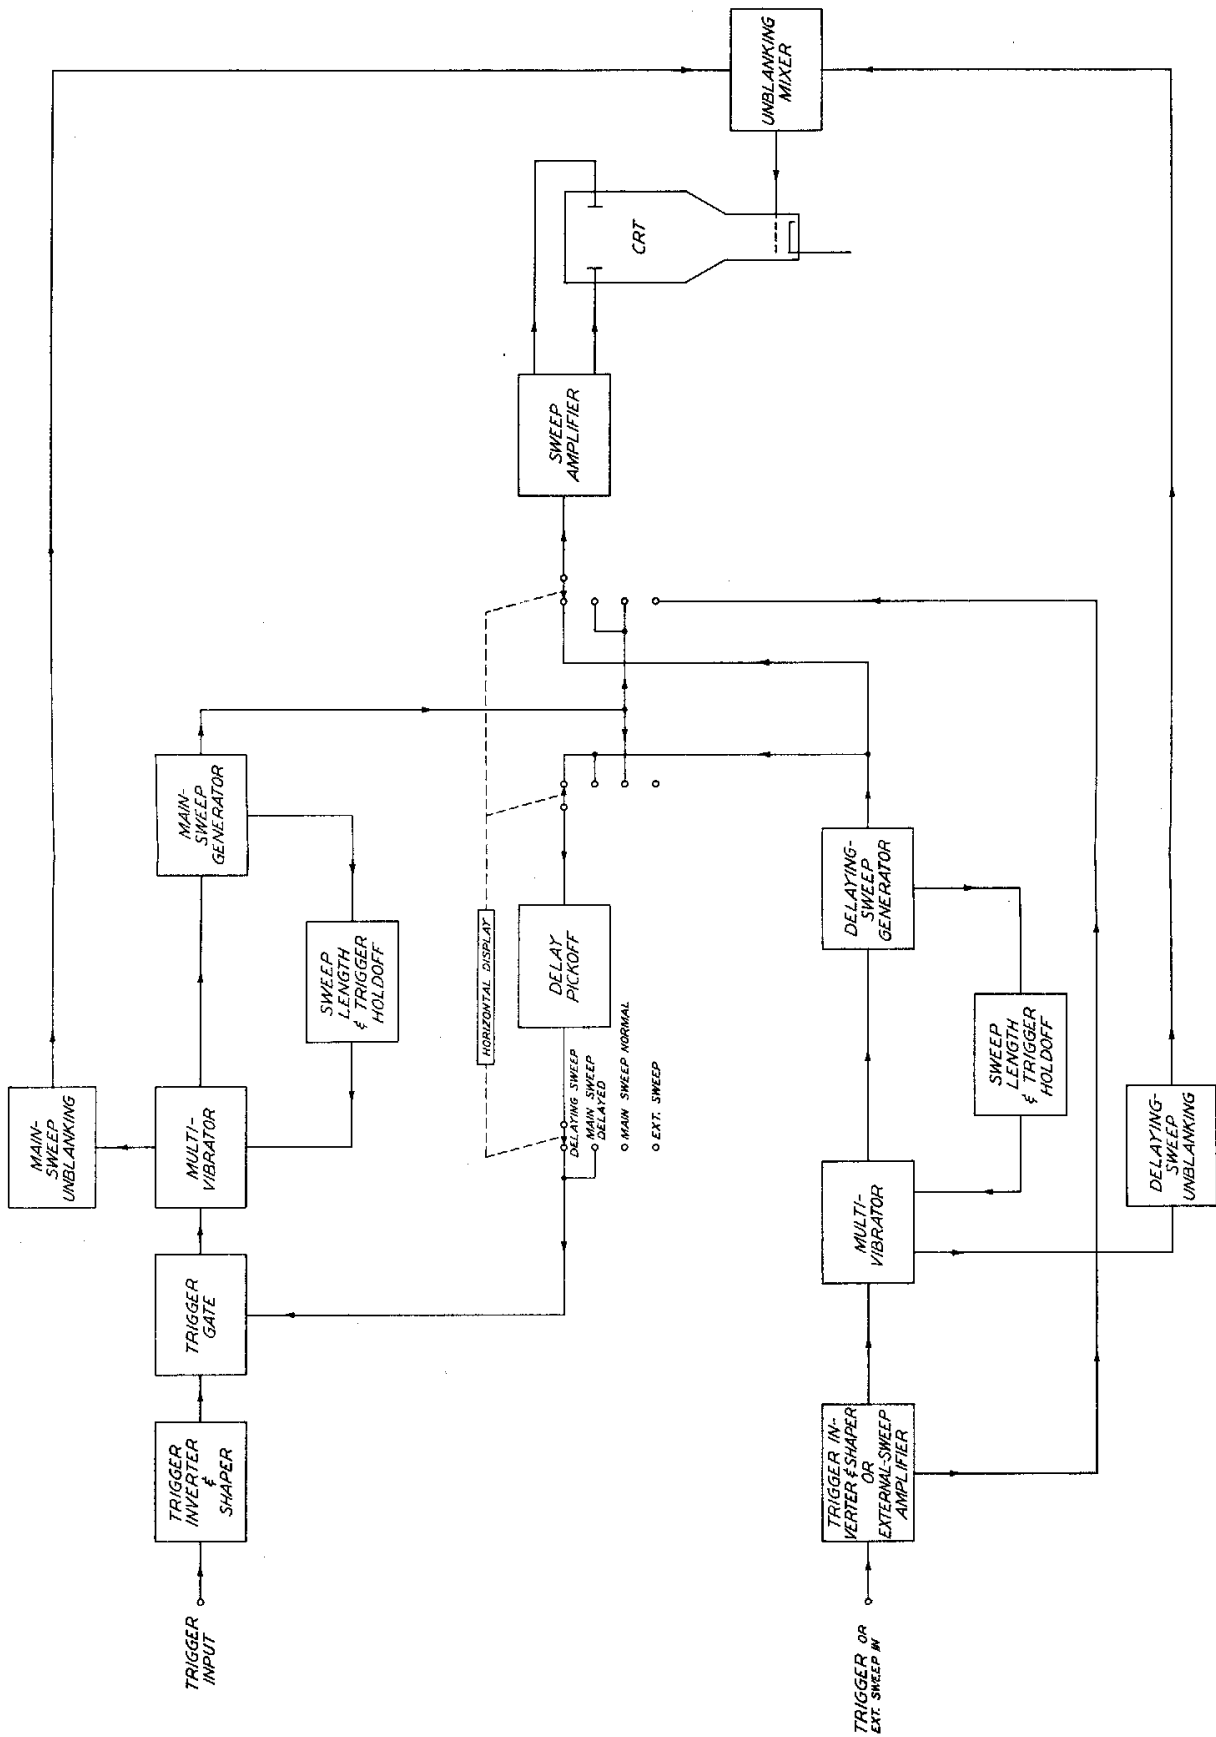 TRIGGER
INPUT
TRIGGER
INVERTER
&
SHAPER
TRIGGER
GATE
MULTI-
VIBRATOR
MAIN-
SWEEP
UNBLANKING
MAIN-
SWEEP
GENERATOR
SWEEP
LENGTH
& TRIGGER
HOLDOFF
HORIZONTAL DISPLAY
DELAY
PICKOFF
DELAYING SWEEP
MAIN SWEEP
DELAYED
MAIN SWEEP NORMAL
EXT. SWEEP
SWEEP
AMPLIFIER
CRT
UNBLANKING
MIXER
TRIGGER OR
EXT. SWEEP IN
TRIGGER IN-
VERTER & SHAPER
OR
EXTERNAL-SWEEP
AMPLIFIER
MULTI-
VIBRATOR
DELAYING-
SWEEP
GENERATOR
SWEEP
LENGTH
& TRIGGER
HOLDOFF
DELAYING-
SWEEP
UNBLANKING